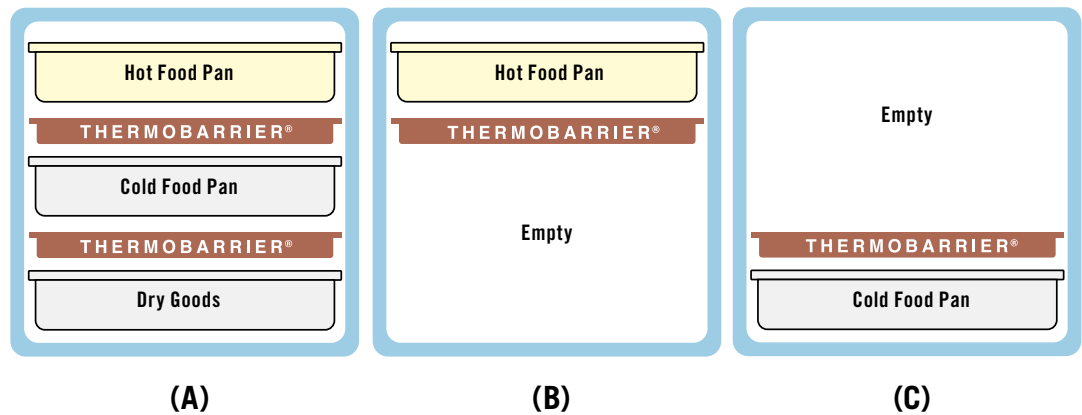 Hot Food Pan
THERMOBARRIER®
Cold Food Pan
THERMOBARRIER®
Dry Goods
(A)
Hot Food Pan
THERMOBARRIER®
Empty
(B)
Empty
THERMOBARRIER®
Cold Food Pan
(C)